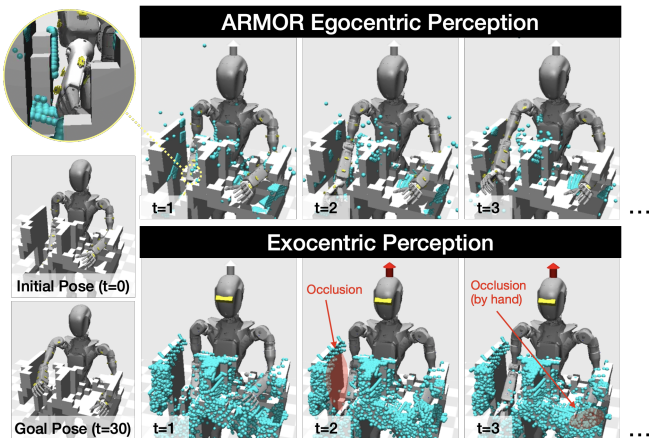 ARMOR Egocentric Perception
t=1
t=2
t=3
...
Initial Pose (t=0)
Goal Pose (t=30)
Exocentric Perception
Occlusion
Occlusion
(by hand)
t=1
t=2
t=3
...